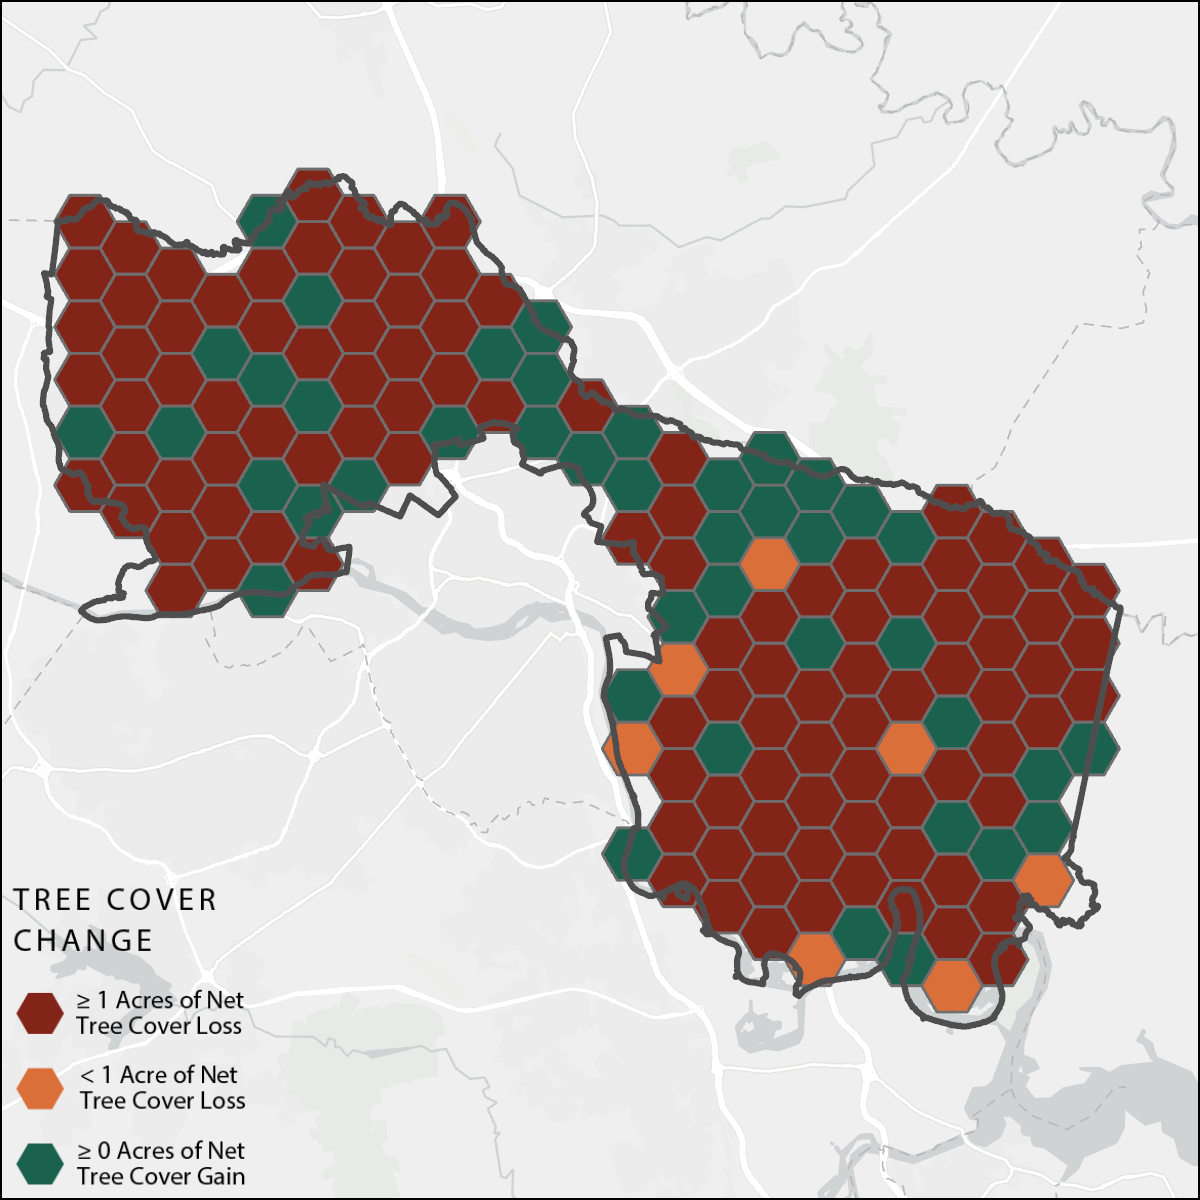 TREE COVER
CHANGE
≥ 1 Acres of Net
Tree Cover Loss
< 1 Acre of Net
Tree Cover Loss
≥ 0 Acres of Net
Tree Cover Gain